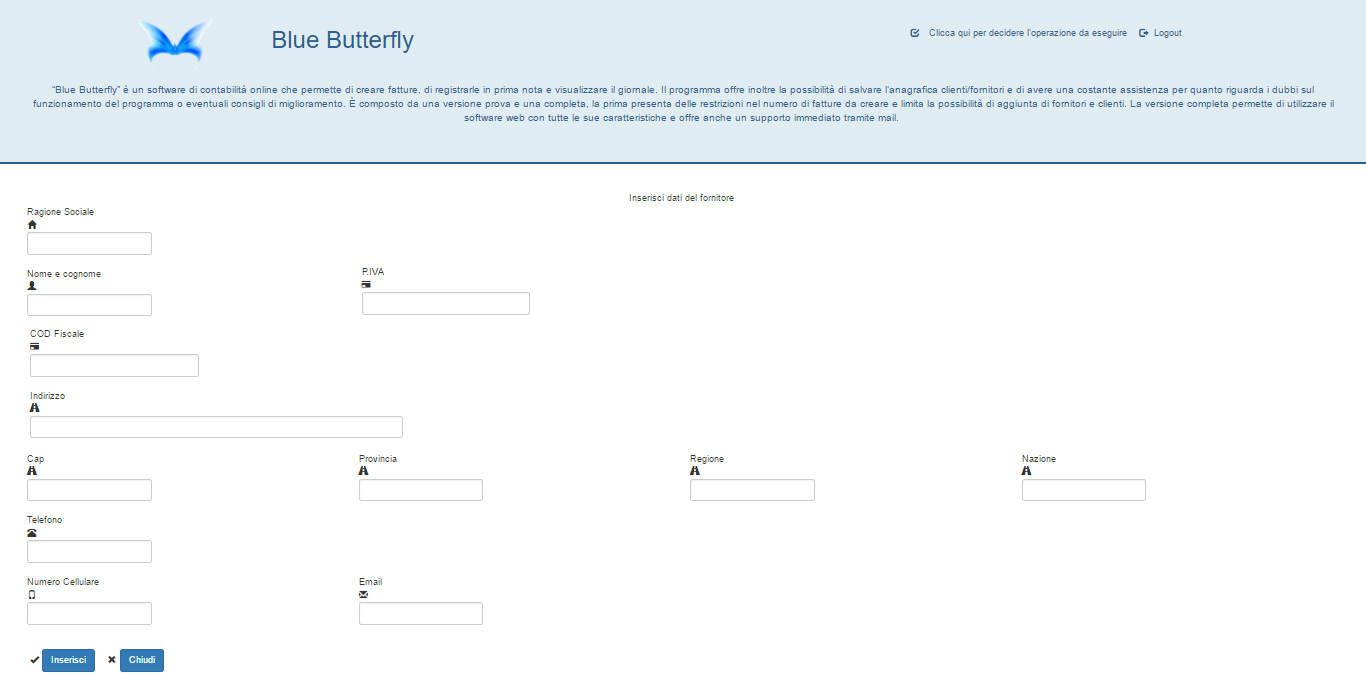 Blue Butterfly
Clicca qui per decidere l'operazione da eseguire
Logout
"Blue Butterfly" è un software di contabilità online che permette di creare fatture, di registrarle in prima nota e visualizzare il giornale. Il programma offre inoltre la possibilità di salvare l'anagrafica clienti/fornitori e di avere una costante assistenza per quanto riguarda i dubbi sul
funzionamento del programma o eventuali consigli di miglioramento. È composto da una versione prova e una completa, la prima presenta delle restrizioni nel numero di fatture da creare e limita la possibilità di aggiunta di fornitori e clienti. La versione completa permette di utilizzare il
software web con tutte le sue caratteristiche e offre anche un supporto immediato tramite mail.
Inserisci dati del fornitore
Ragione Sociale
Nome e cognome
P.IVA
COD Fiscale
Indirizzo
Cap
Provincia
Regione
Nazione
Telefono
Numero Cellulare
Email
Inserisci
Chiudi